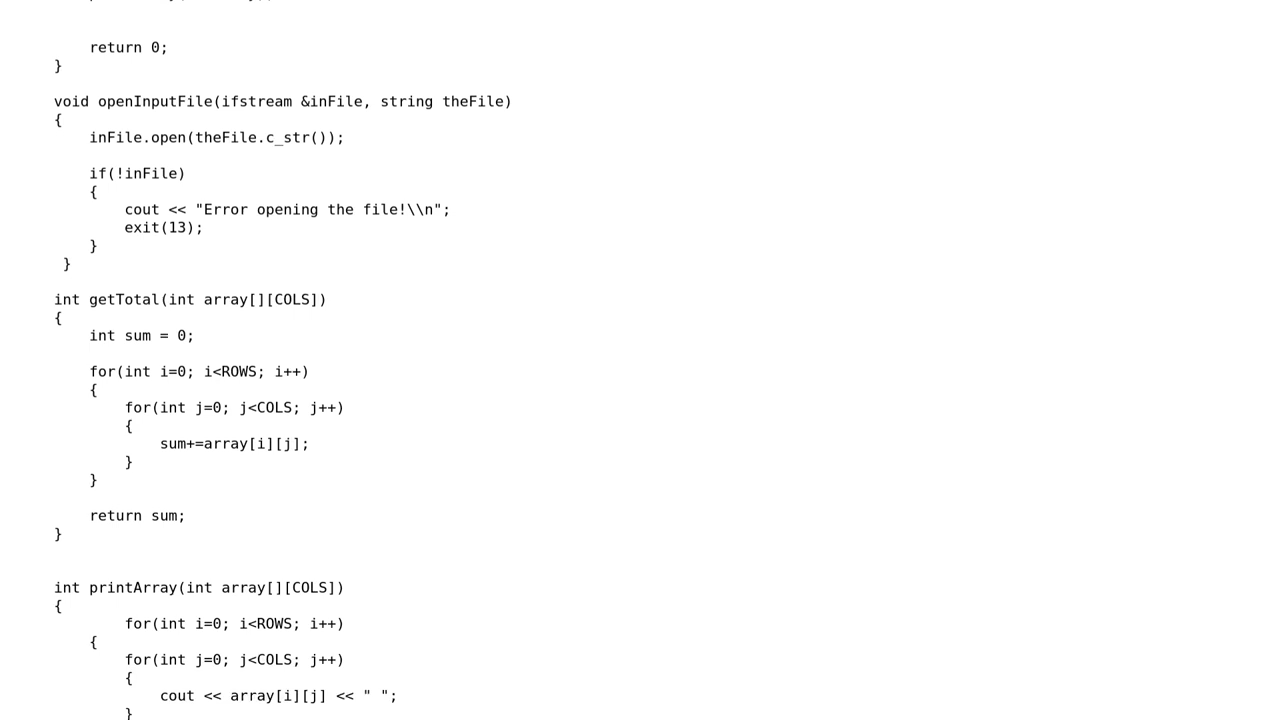 return 0;
}
void openInputFile(ifstream &inFile, string theFile)
{
    inFile.open(theFile.c_str());
    if(!inFile)
    {
        cout << "Error opening the file!\\n";
        exit(13);
    }
 }
int getTotal(int array[][COLS])
{
    int sum = 0;
    for(int i=0; i<ROWS; i++)
    {
        for(int j=0; j<COLS; j++)
        {
            sum+=array[i][j];
        }
    }
    return sum;
}
int printArray(int array[][COLS])
{
        for(int i=0; i<ROWS; i++)
    {
        for(int j=0; j<COLS; j++)
        {
            cout << array[i][j] << " ";
        }